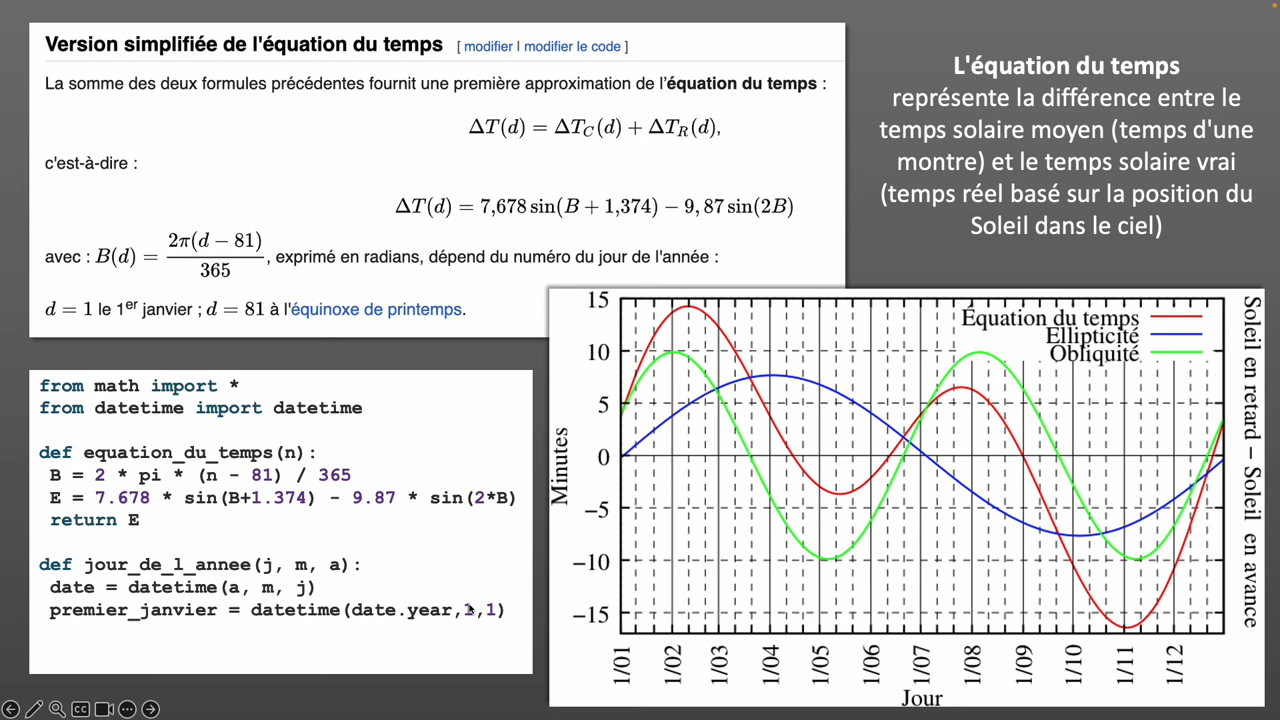 Version simplifiée de l'équation du temps [ modifier | modifier le code ]
La somme des deux formules précédentes fournit une première approximation de l'équation du temps :
ΔT(d) = ΔT_C(d) + ΔT_R(d),
c'est-à-dire :
ΔT(d) = 7,678 sin(B + 1,374) − 9, 87 sin(2B)
avec : B(d) = 2π(d − 81) / 365, exprimé en radians, dépend du numéro du jour de l'année :
d = 1 le 1er janvier ; d = 81 à l'équinoxe de printemps.
L'équation du temps
représente la différence entre le
temps solaire moyen (temps d'une
montre) et le temps solaire vrai
(temps réel basé sur la position du
Soleil dans le ciel)
from math import *
from datetime import datetime
def equation_du_temps(n):
B = 2 * pi * (n - 81) / 365
E = 7.678 * sin(B+1.374) - 9.87 * sin(2*B)
return E
def jour_de_l_annee(j, m, a):
date = datetime(a, m, j)
premier_janvier = datetime(date.year,1,1)
15
10
5
0
−5
−10
−15
Minutes
Équation du temps
Ellipticité
Obliquité
Soleil en retard − Soleil en avance
1/01
1/02
1/03
1/04
1/05
1/06
1/07
1/08
1/09
1/10
1/11
1/12
Jour
CC